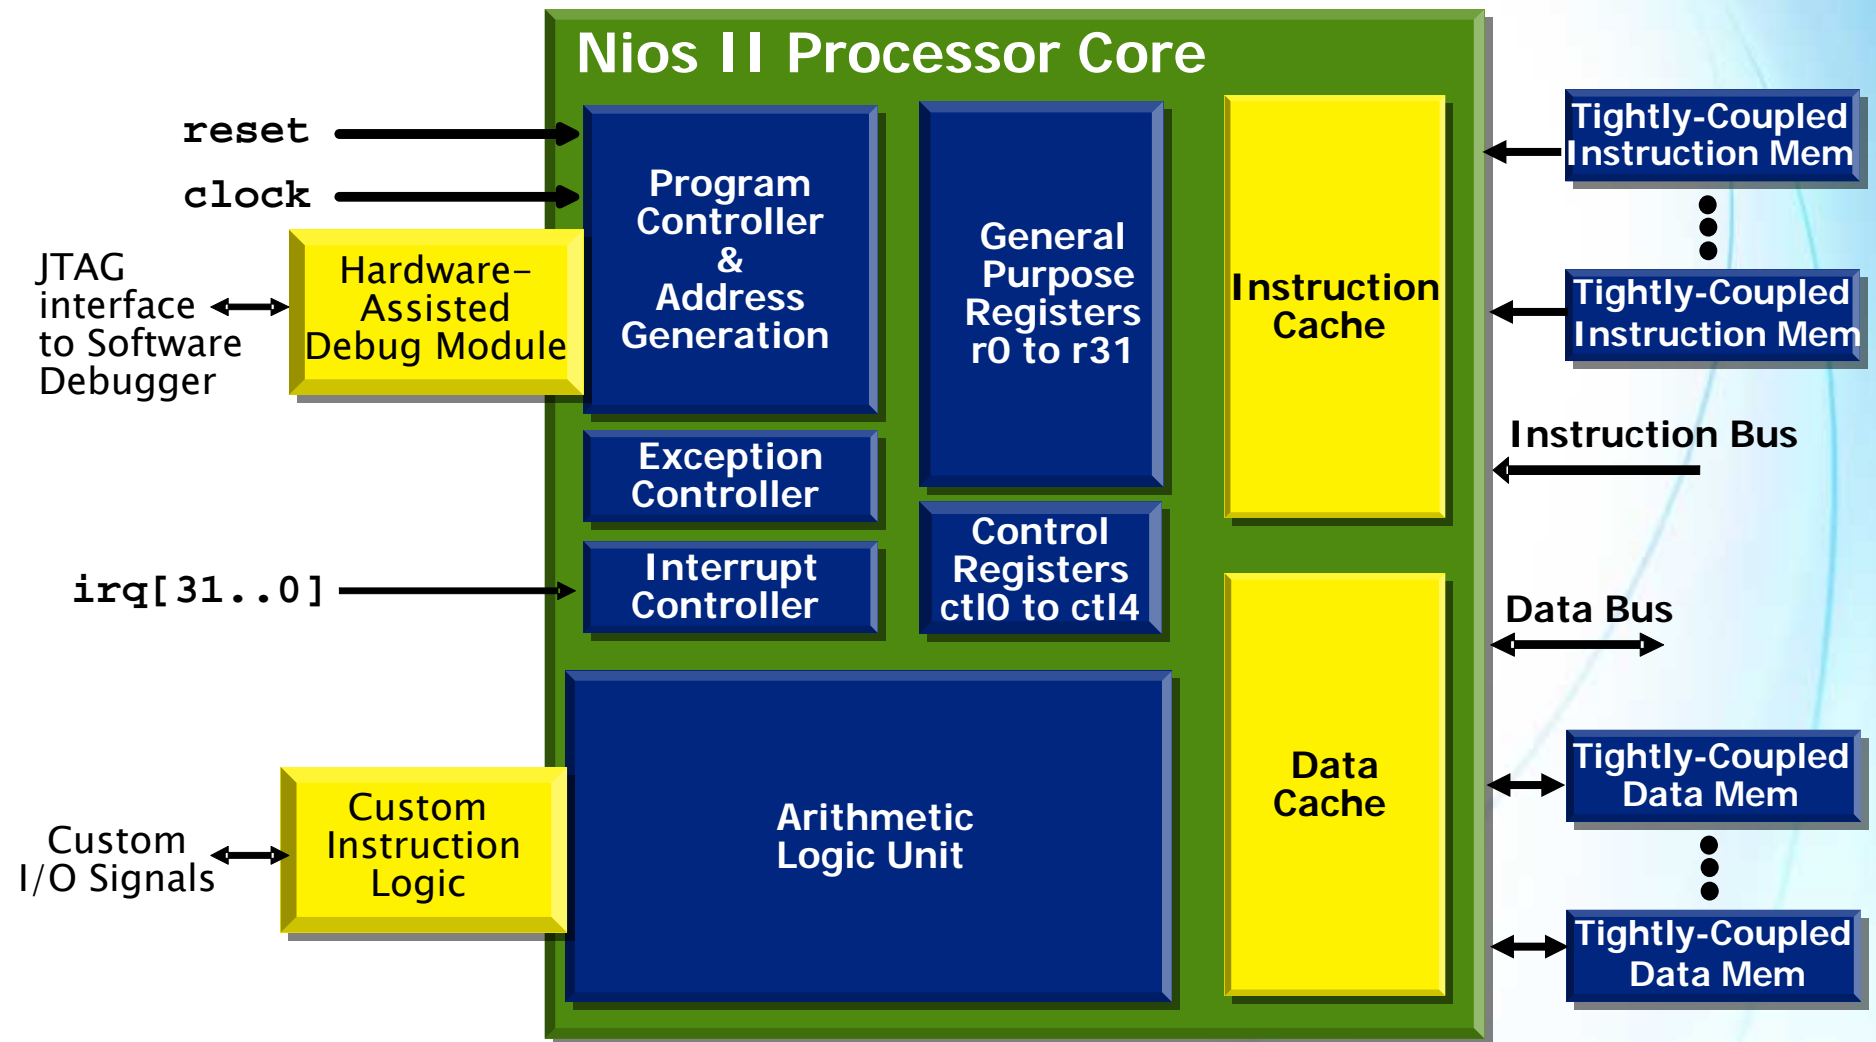 Nios II Processor Core
reset
clock
JTAG
interface
to Software
Debugger
Hardware-
Assisted
Debug Module
Program
Controller
&
Address
Generation
General
Purpose
Registers
r0 to r31
Instruction
Cache
Tightly-Coupled
Instruction Mem
Tightly-Coupled
Instruction Mem
Instruction Bus
Exception
Controller
irq[31..0]
Interrupt
Controller
Control
Registers
ctl0 to ctl4
Data Bus
Custom
I/O Signals
Custom
Instruction
Logic
Arithmetic
Logic Unit
Data
Cache
Tightly-Coupled
Data Mem
Tightly-Coupled
Data Mem